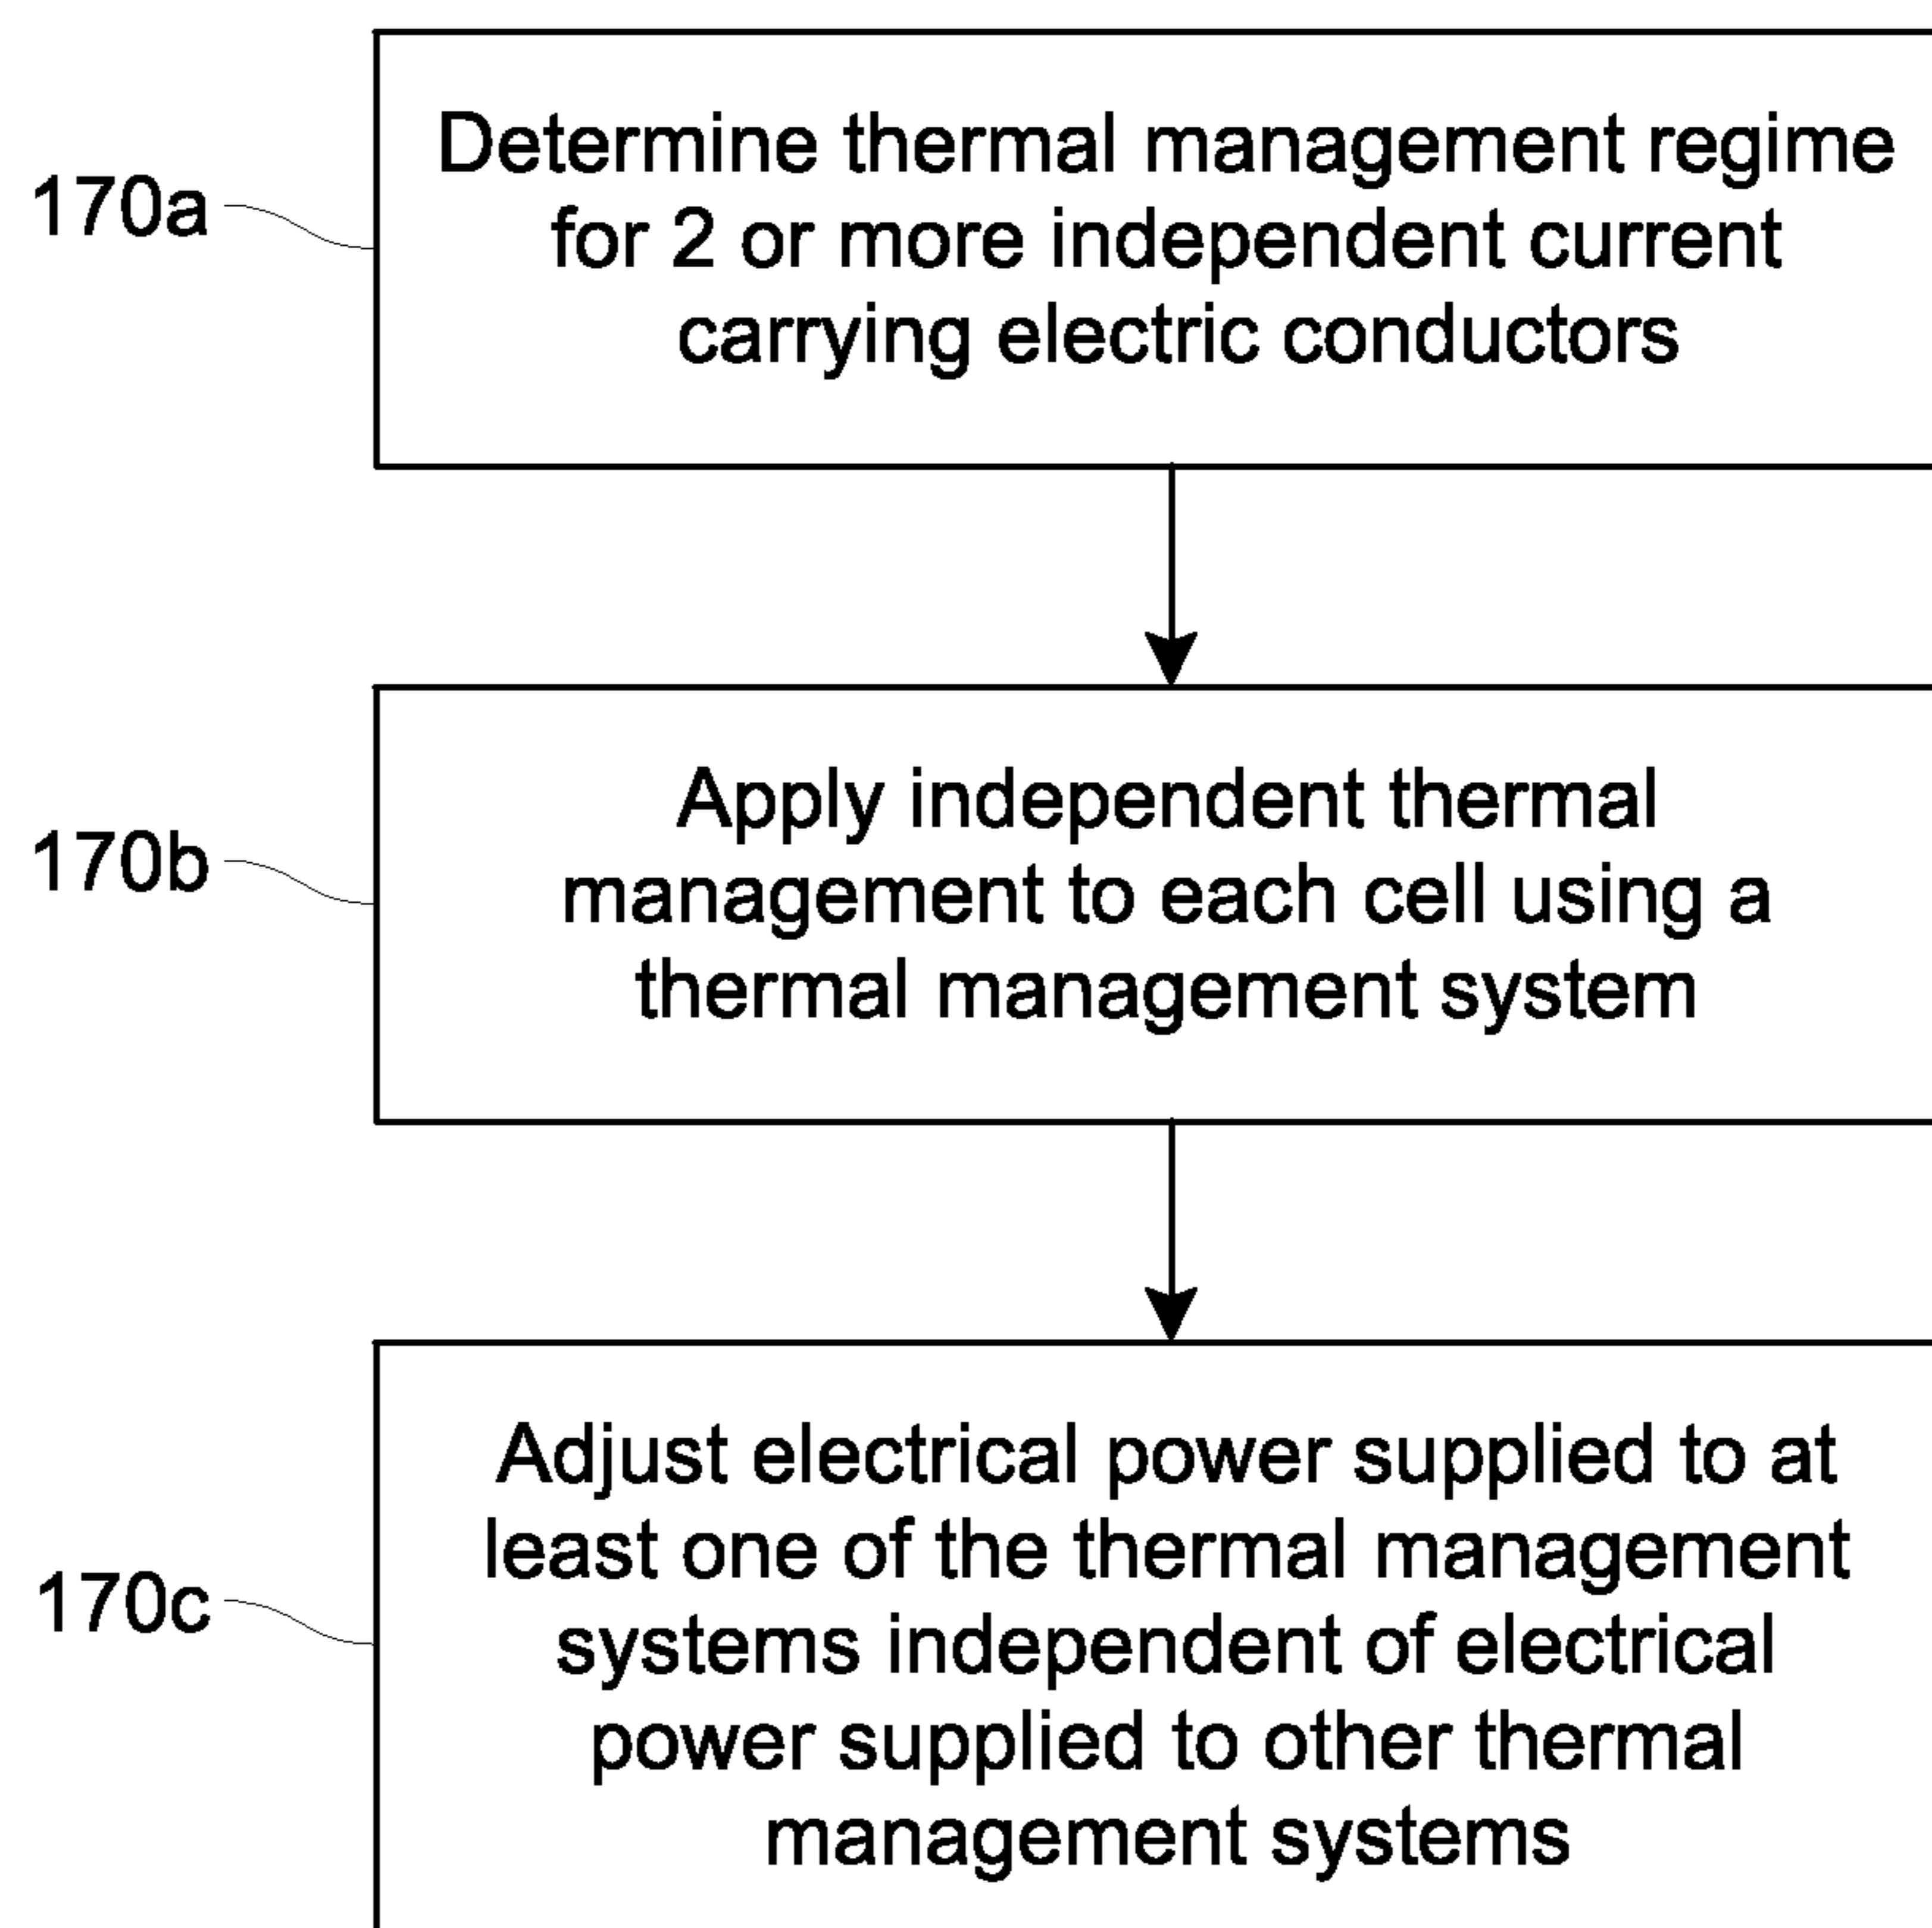 170a
Determine thermal management regime
for 2 or more independent current
carrying electric conductors
170b
Apply independent thermal
management to each cell using a
thermal management system
170c
Adjust electrical power supplied to at
least one of the thermal management
systems independent of electrical
power supplied to other thermal
management systems